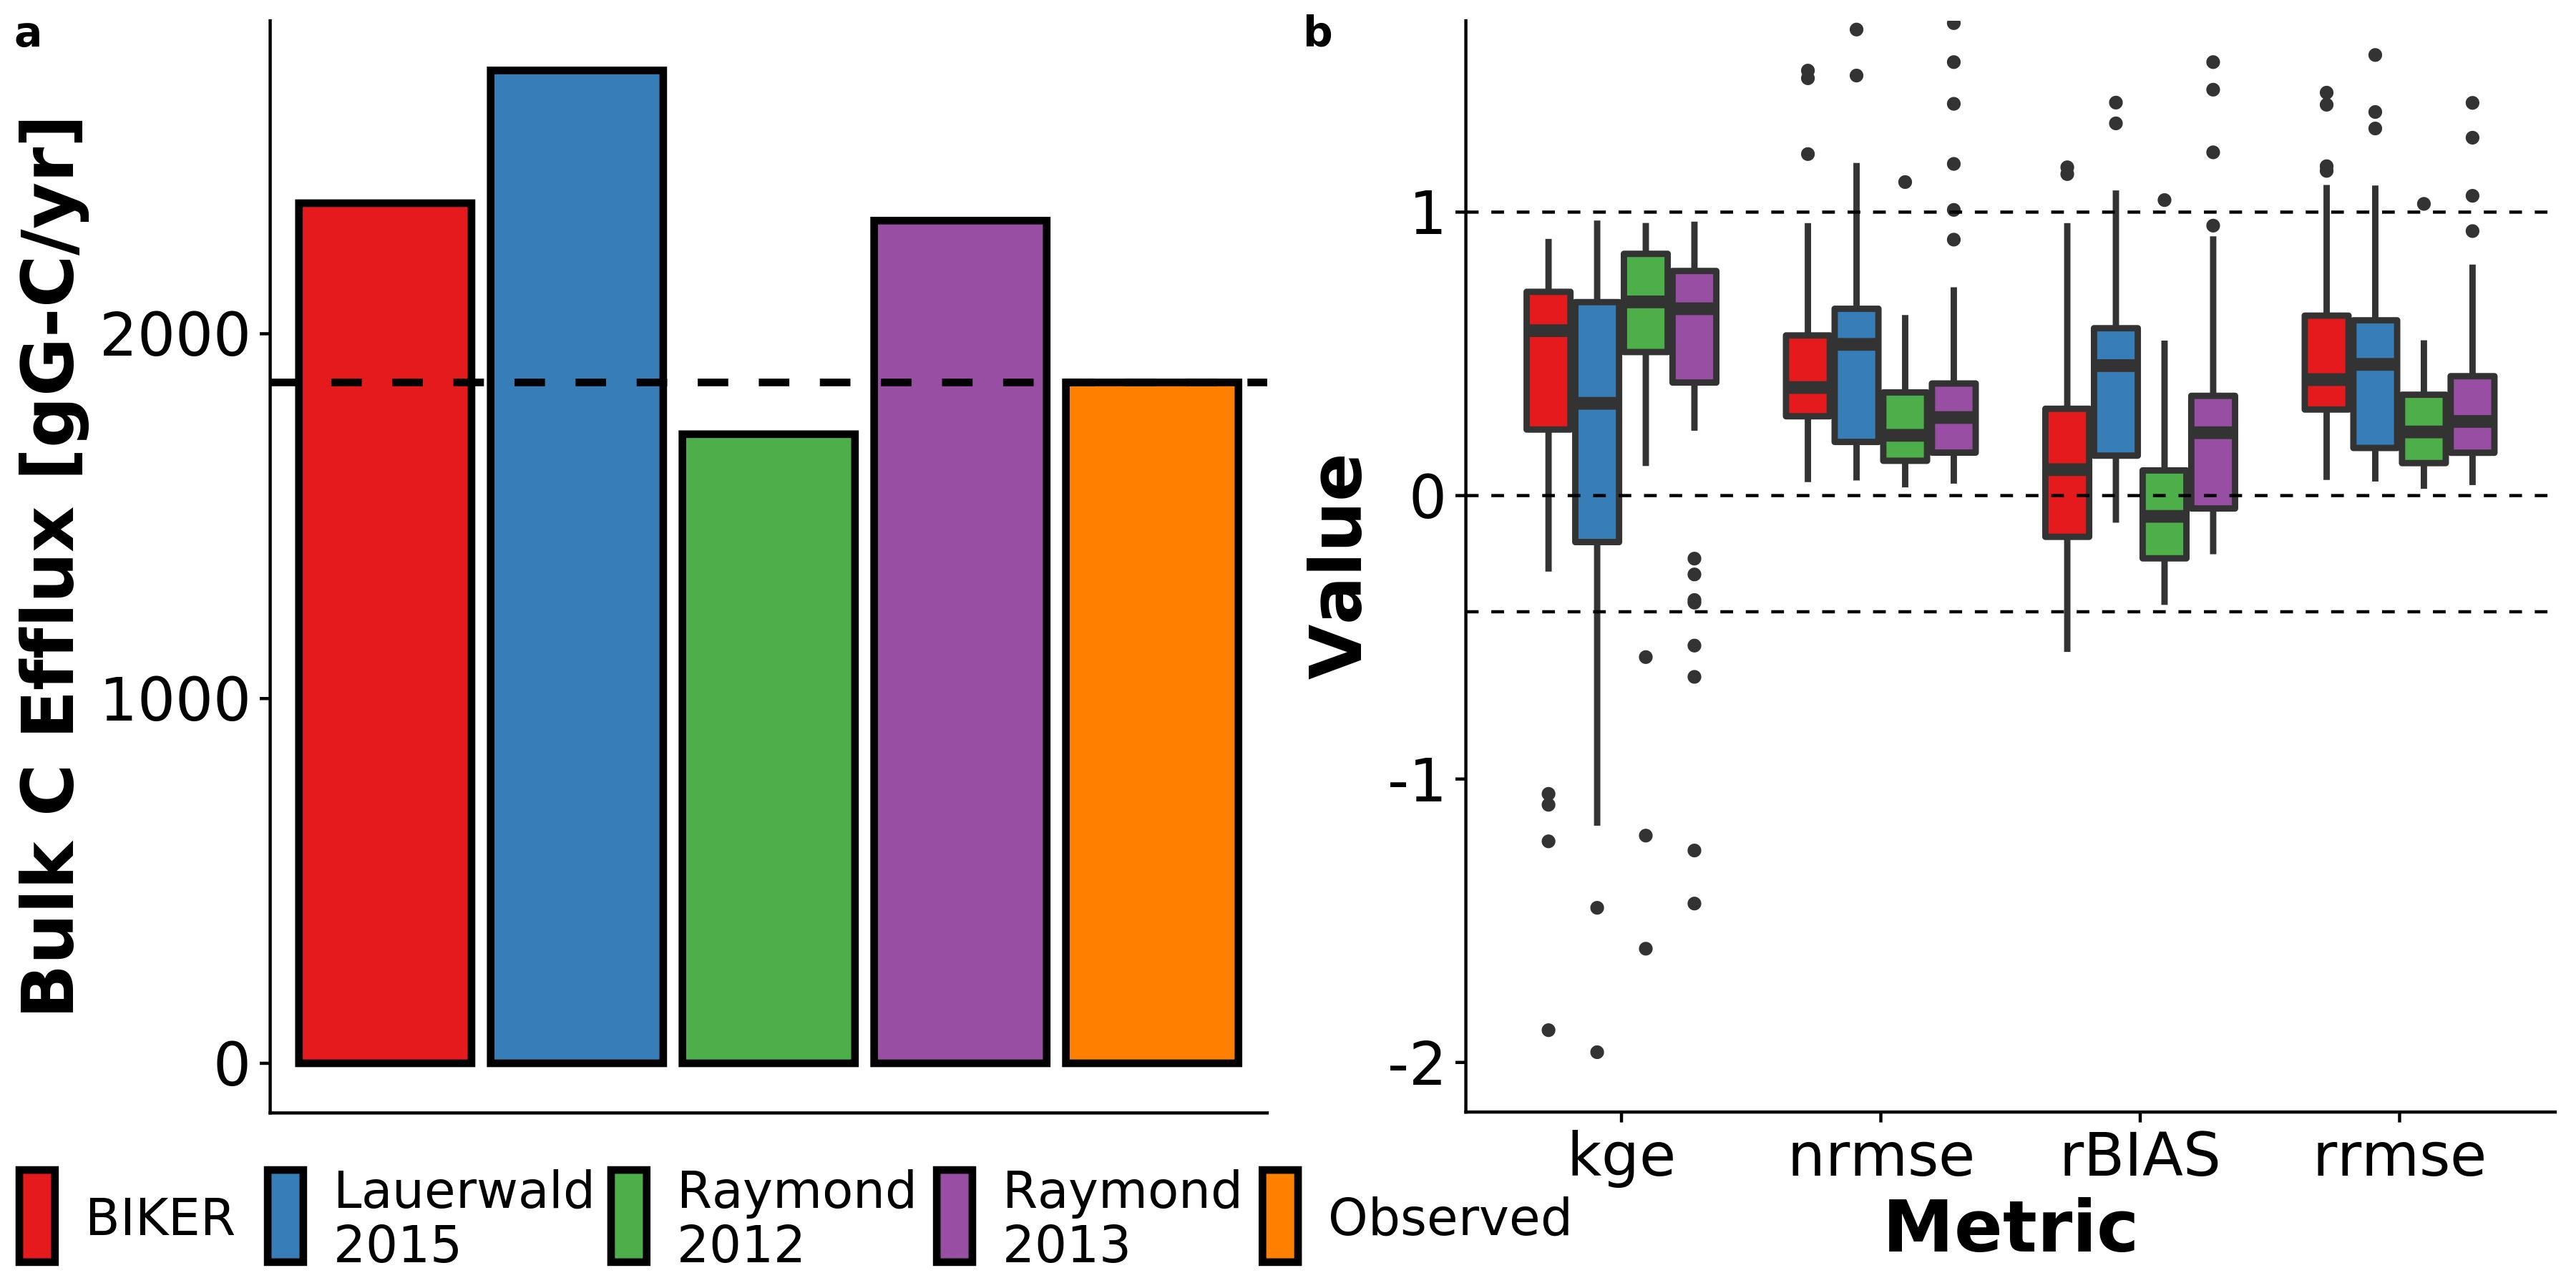 a
Bulk C Efflux [gG-C/yr]
2000
1000
0
BIKER
Lauerwald
2015
Raymond
2012
Raymond
2013
Observed
b
Value
1
0
-1
-2
kge
nrmse
rBIAS
rrmse
Metric